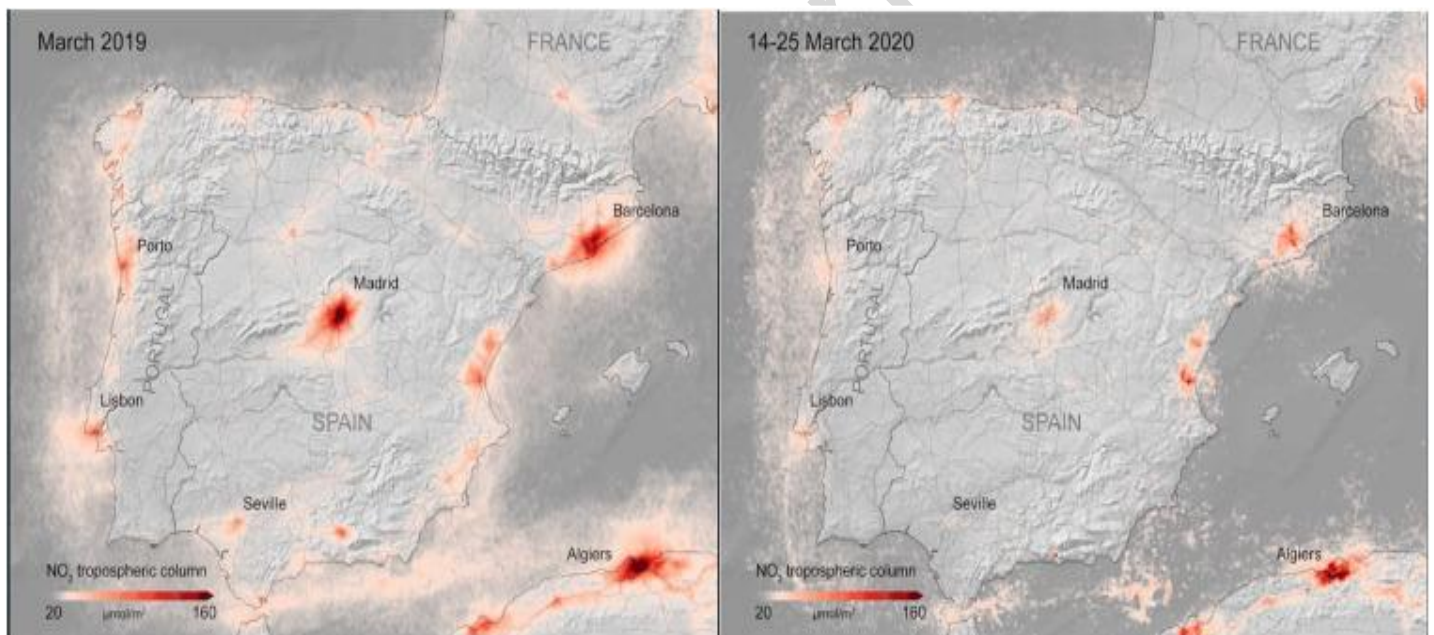 March 2019
FRANCE
Barcelona
Porto
Madrid
PORTUGAL
Lisbon
SPAIN
Seville
Algiers
NO₂ tropospheric column
20 μmol/m² 160
14-25 March 2020
FRANCE
Barcelona
Porto
Madrid
PORTUGAL
Lisbon
SPAIN
Seville
Algiers
NO₂ tropospheric column
20 μmol/m² 160